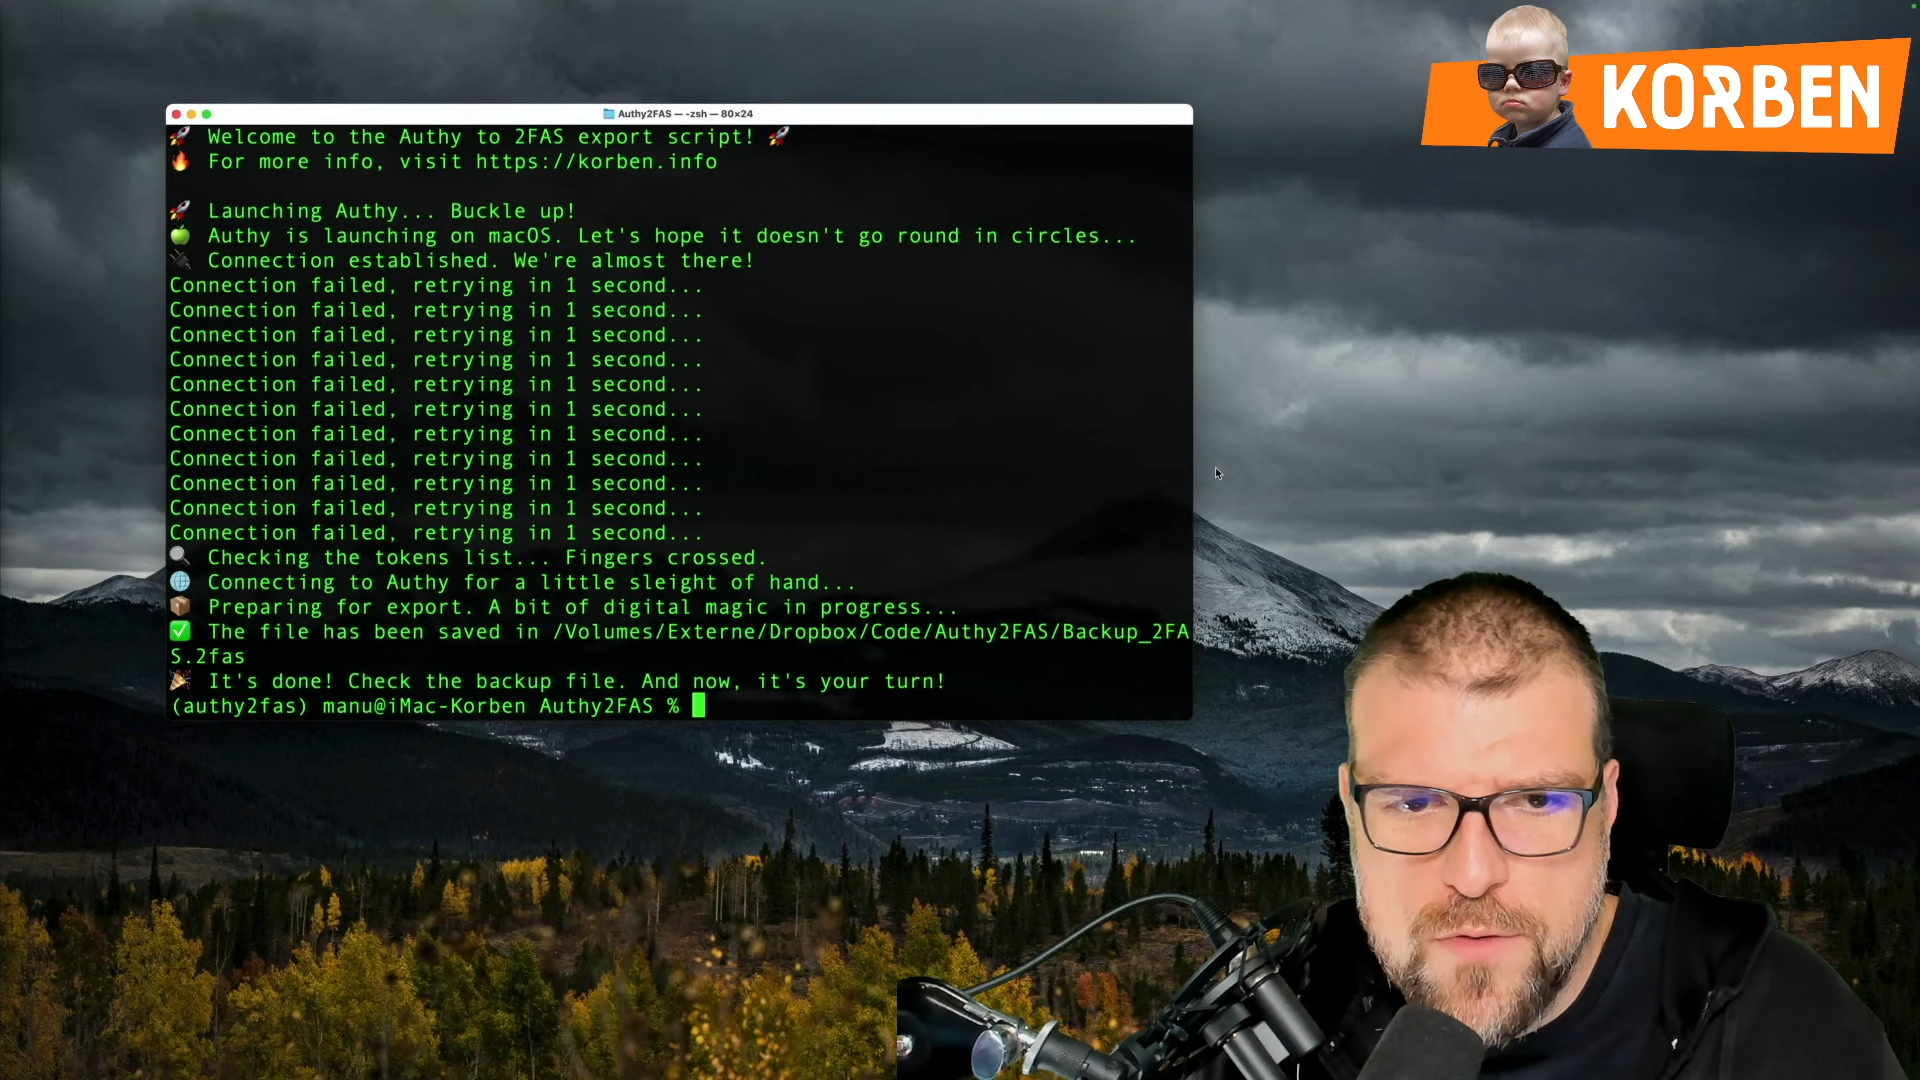 KORBEN
Authy2FAS — -zsh — 80×24
🚀 Welcome to the Authy to 2FAS export script! 🚀
🔥 For more info, visit https://korben.info
🚀 Launching Authy... Buckle up!
🍏 Authy is launching on macOS. Let's hope it doesn't go round in circles...
🔌 Connection established. We're almost there!
Connection failed, retrying in 1 second...
Connection failed, retrying in 1 second...
Connection failed, retrying in 1 second...
Connection failed, retrying in 1 second...
Connection failed, retrying in 1 second...
Connection failed, retrying in 1 second...
Connection failed, retrying in 1 second...
Connection failed, retrying in 1 second...
Connection failed, retrying in 1 second...
Connection failed, retrying in 1 second...
Connection failed, retrying in 1 second...
🔍 Checking the tokens list... Fingers crossed.
🌐 Connecting to Authy for a little sleight of hand...
📦 Preparing for export. A bit of digital magic in progress...
✅ The file has been saved in /Volumes/Externe/Dropbox/Code/Authy2FAS/Backup_2FA
S.2fas
🎉 It's done! Check the backup file. And now, it's your turn!
(authy2fas) manu@iMac-Korben Authy2FAS %